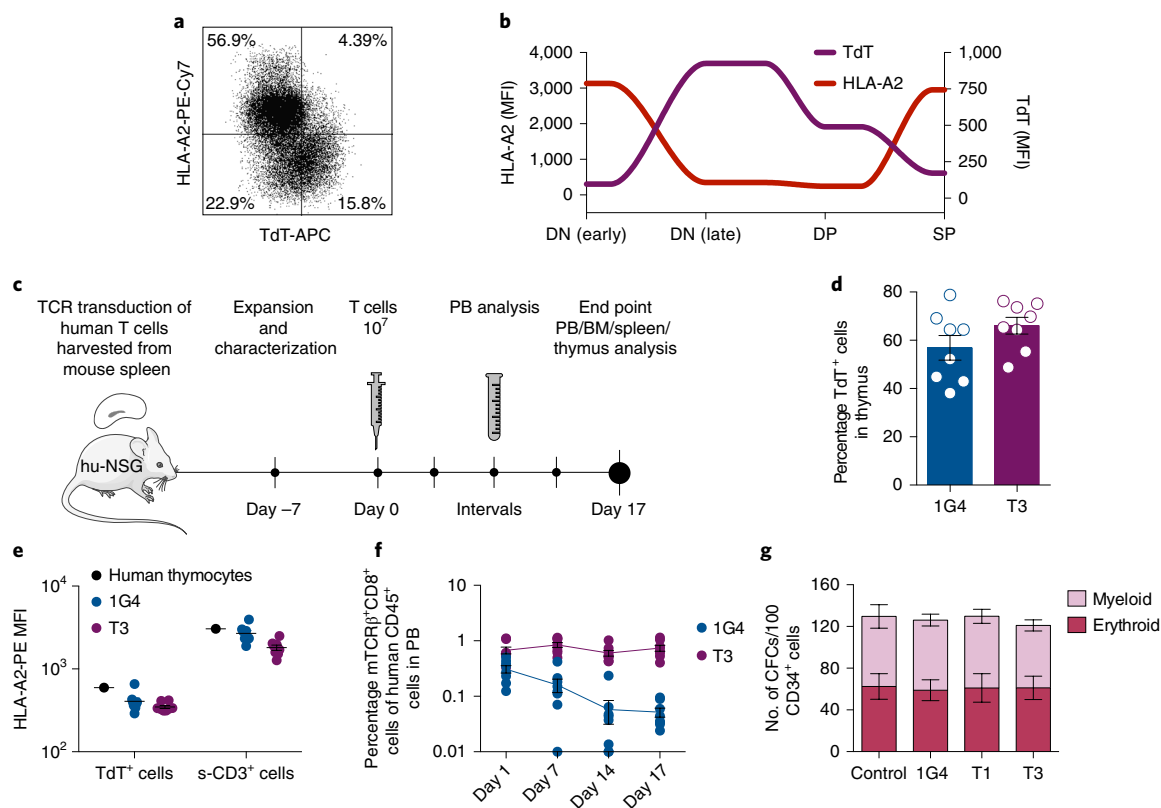 a
56.9%
4.39%
22.9%
15.8%
HLA-A2-PE-Cy7
TdT-APC
b
4,000
3,000
2,000
1,000
0
HLA-A2 (MFI)
TdT
HLA-A2
1,000
750
500
250
0
TdT (MFI)
DN (early)
DN (late)
DP
SP
c
TCR transduction of
human T cells
harvested from
mouse spleen
Expansion
and
characterization
T cells
10⁷
PB analysis
End point
PB/BM/spleen/
thymus analysis
hu-NSG
Day –7
Day 0
Intervals
Day 17
d
80
60
40
20
0
Percentage TdT⁺ cells
in thymus
1G4
T3
e
10⁴
10³
10²
HLA-A2-PE MFI
Human thymocytes
1G4
T3
TdT⁺ cells
s-CD3⁺ cells
f
Percentage mTCRβ⁺CD8⁺
cells of human CD45⁺
cells in PB
10
1
0.1
0.01
1G4
T3
Day 1
Day 7
Day 14
Day 17
g
160
120
80
40
0
No. of CFCs/100
CD34⁺ cells
Myeloid
Erythroid
Control
1G4
T1
T3